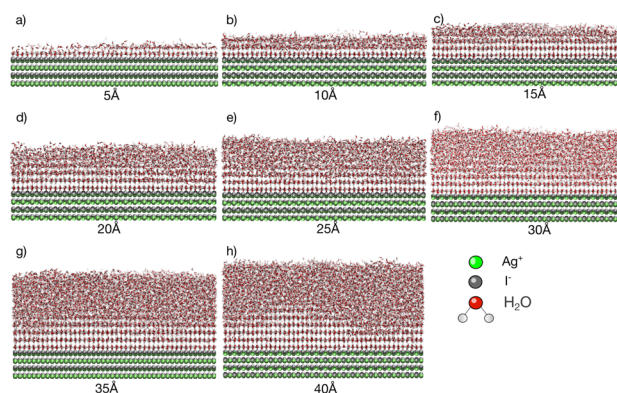 a)
b)
c)
5Å
10Å
15Å
d)
e)
f)
20Å
25Å
30Å
g)
h)
Ag⁺
I⁻
H₂O
35Å
40Å